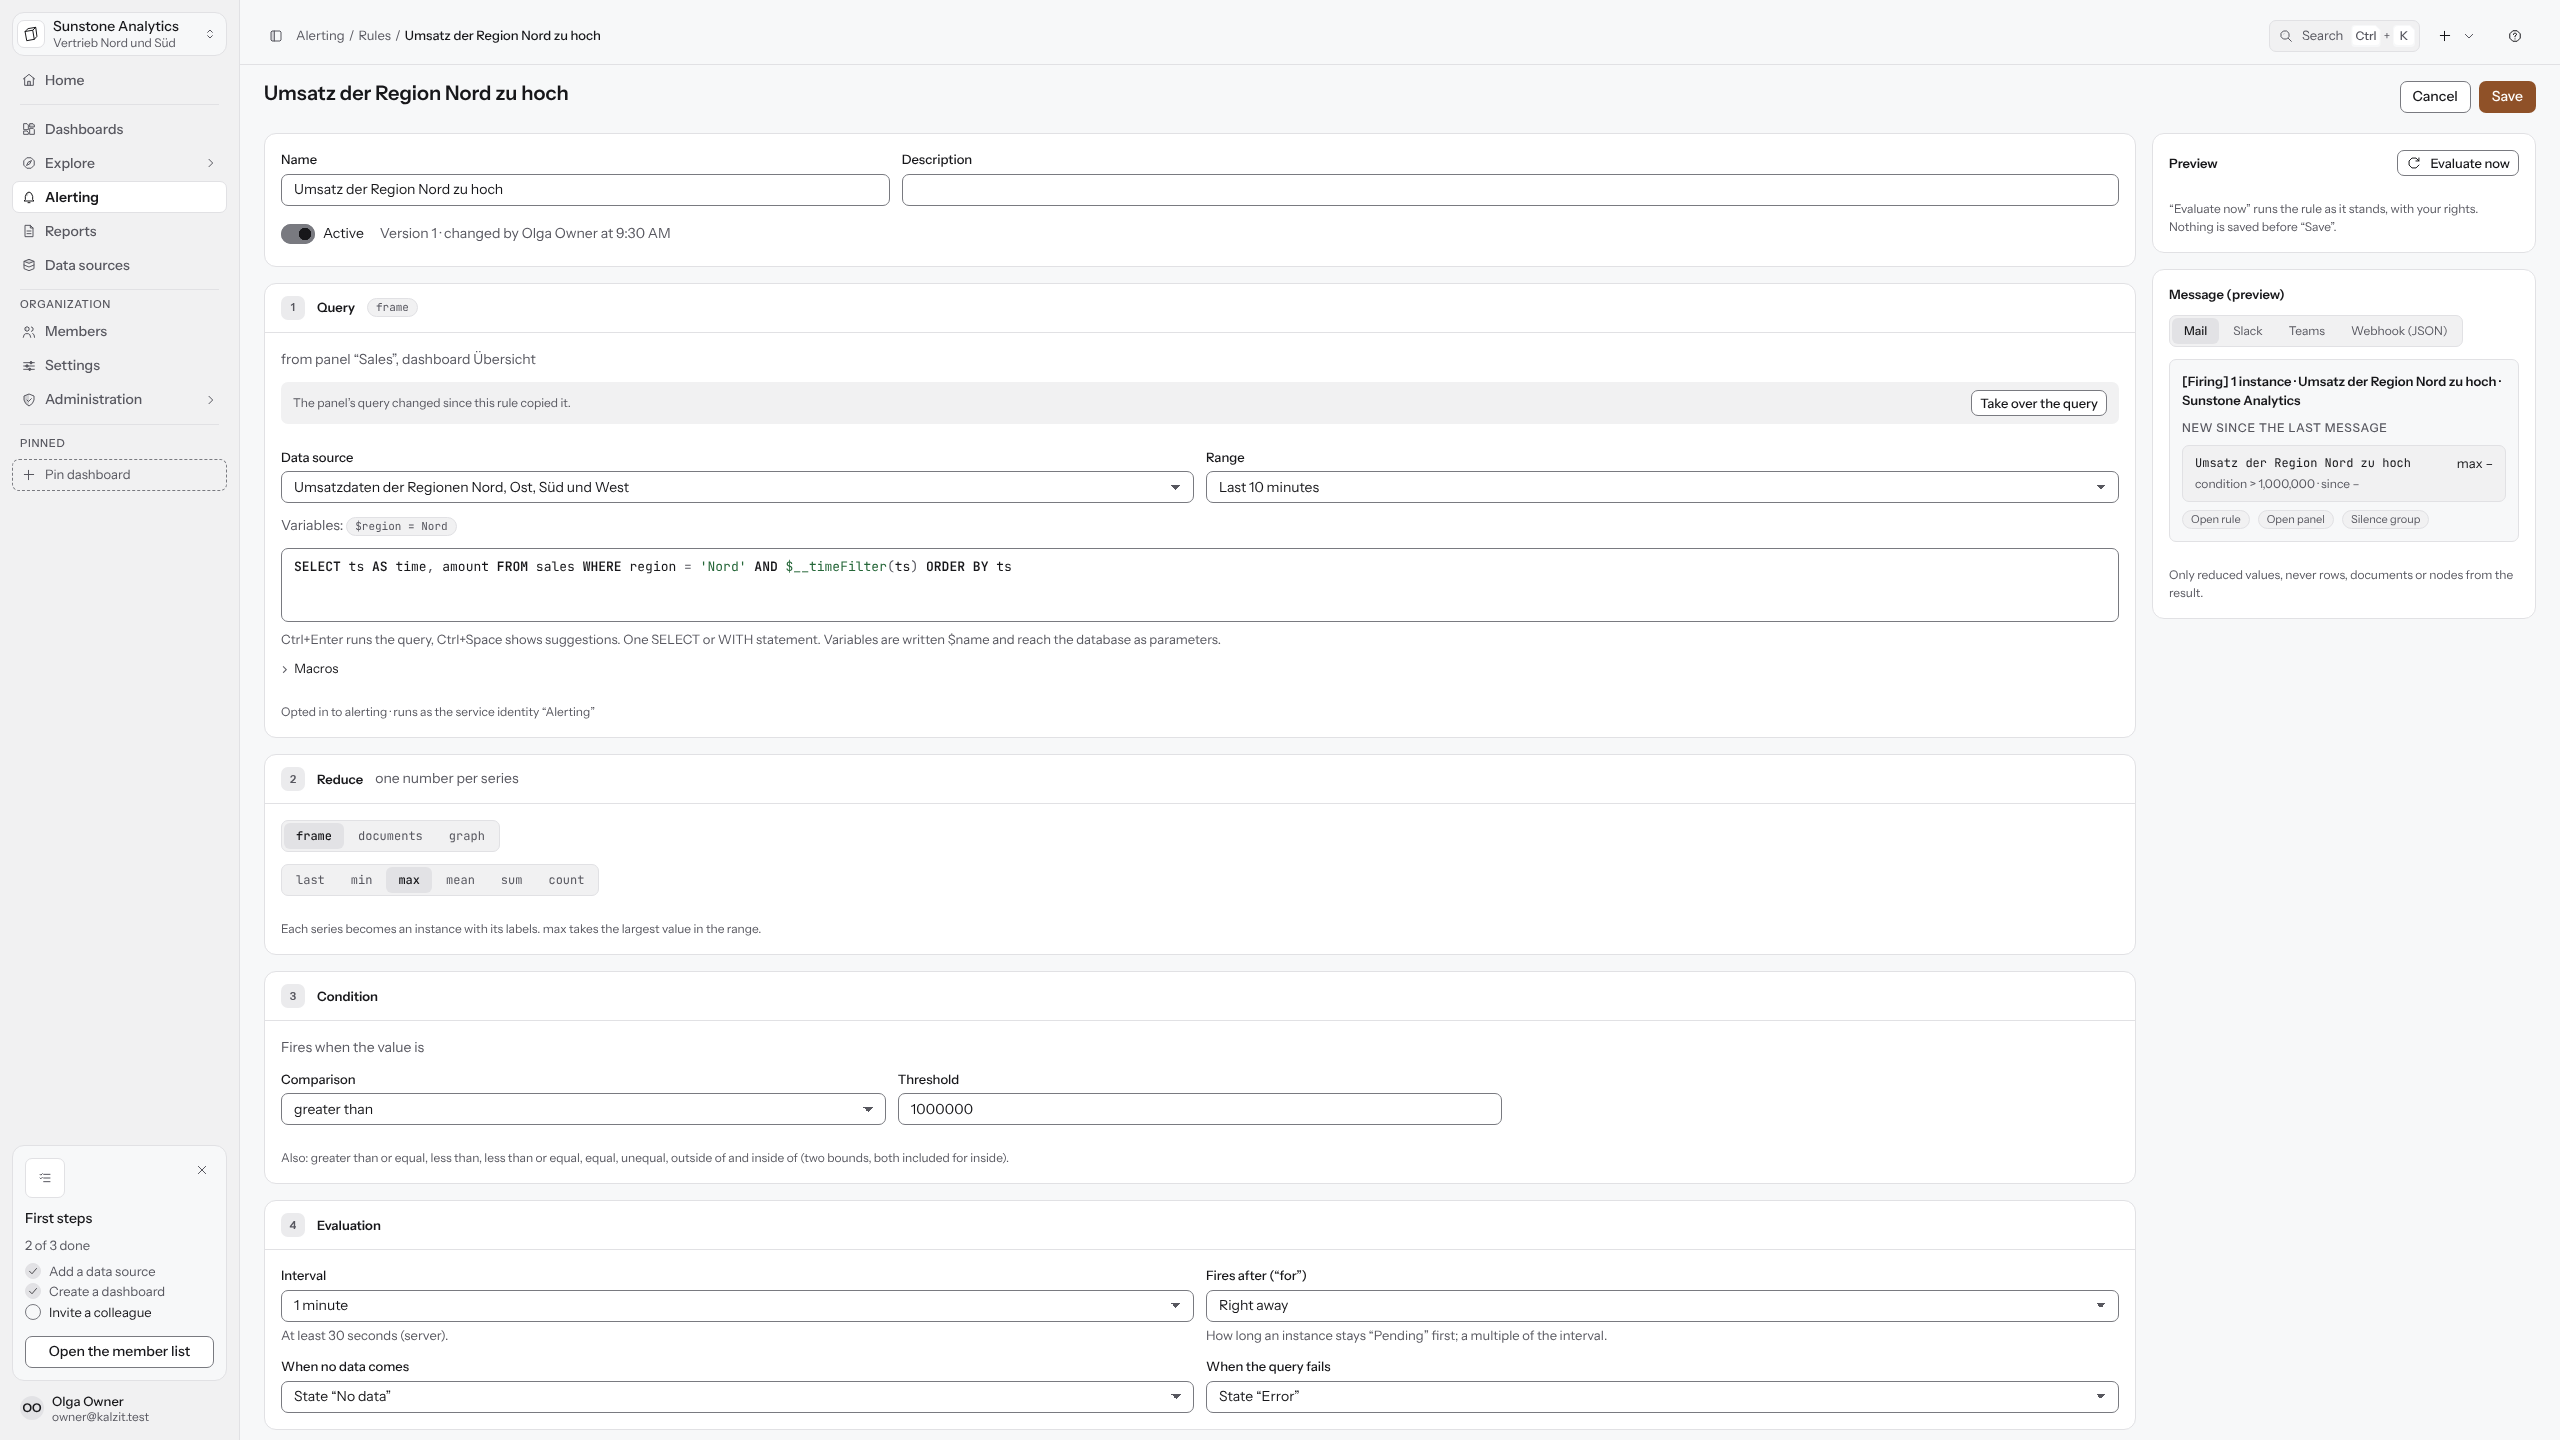 Sunstone Analytics
Vertrieb Nord und Süd
Home
Dashboards
Explore
Alerting
Reports
Data sources
ORGANIZATION
Members
Settings
Administration
PINNED
Pin dashboard
First steps
2 of 3 done
Add a data source
Create a dashboard
Invite a colleague
Open the member list
OO
Olga Owner
owner@kalzit.test
Alerting / Rules / Umsatz der Region Nord zu hoch
Search Ctrl + K
Umsatz der Region Nord zu hoch
Cancel
Save
Name
Description
Umsatz der Region Nord zu hoch
Active
Version 1 · changed by Olga Owner at 9:30 AM
1 Query frame
from panel “Sales”, dashboard Übersicht
The panel's query changed since this rule copied it.
Take over the query
Data source
Range
Umsatzdaten der Regionen Nord, Ost, Süd und West
Last 10 minutes
Variables: $region = Nord
SELECT ts AS time, amount FROM sales WHERE region = 'Nord' AND $__timeFilter(ts) ORDER BY ts
Ctrl+Enter runs the query, Ctrl+Space shows suggestions. One SELECT or WITH statement. Variables are written $name and reach the database as parameters.
Macros
Opted in to alerting · runs as the service identity “Alerting”
2 Reduce one number per series
frame documents graph
last min max mean sum count
Each series becomes an instance with its labels. max takes the largest value in the range.
3 Condition
Fires when the value is
Comparison
Threshold
greater than
1000000
Also: greater than or equal, less than, less than or equal, equal, unequal, outside of and inside of (two bounds, both included for inside).
4 Evaluation
Interval
Fires after (“for”)
1 minute
Right away
At least 30 seconds (server).
How long an instance stays “Pending” first; a multiple of the interval.
When no data comes
When the query fails
State “No data”
State “Error”
Preview
Evaluate now
“Evaluate now” runs the rule as it stands, with your rights.
Nothing is saved before “Save”.
Message (preview)
Mail Slack Teams Webhook (JSON)
[Firing] 1 instance · Umsatz der Region Nord zu hoch ·
Sunstone Analytics
NEW SINCE THE LAST MESSAGE
Umsatz der Region Nord zu hoch max –
condition > 1,000,000 · since –
Open rule Open panel Silence group
Only reduced values, never rows, documents or nodes from the
result.